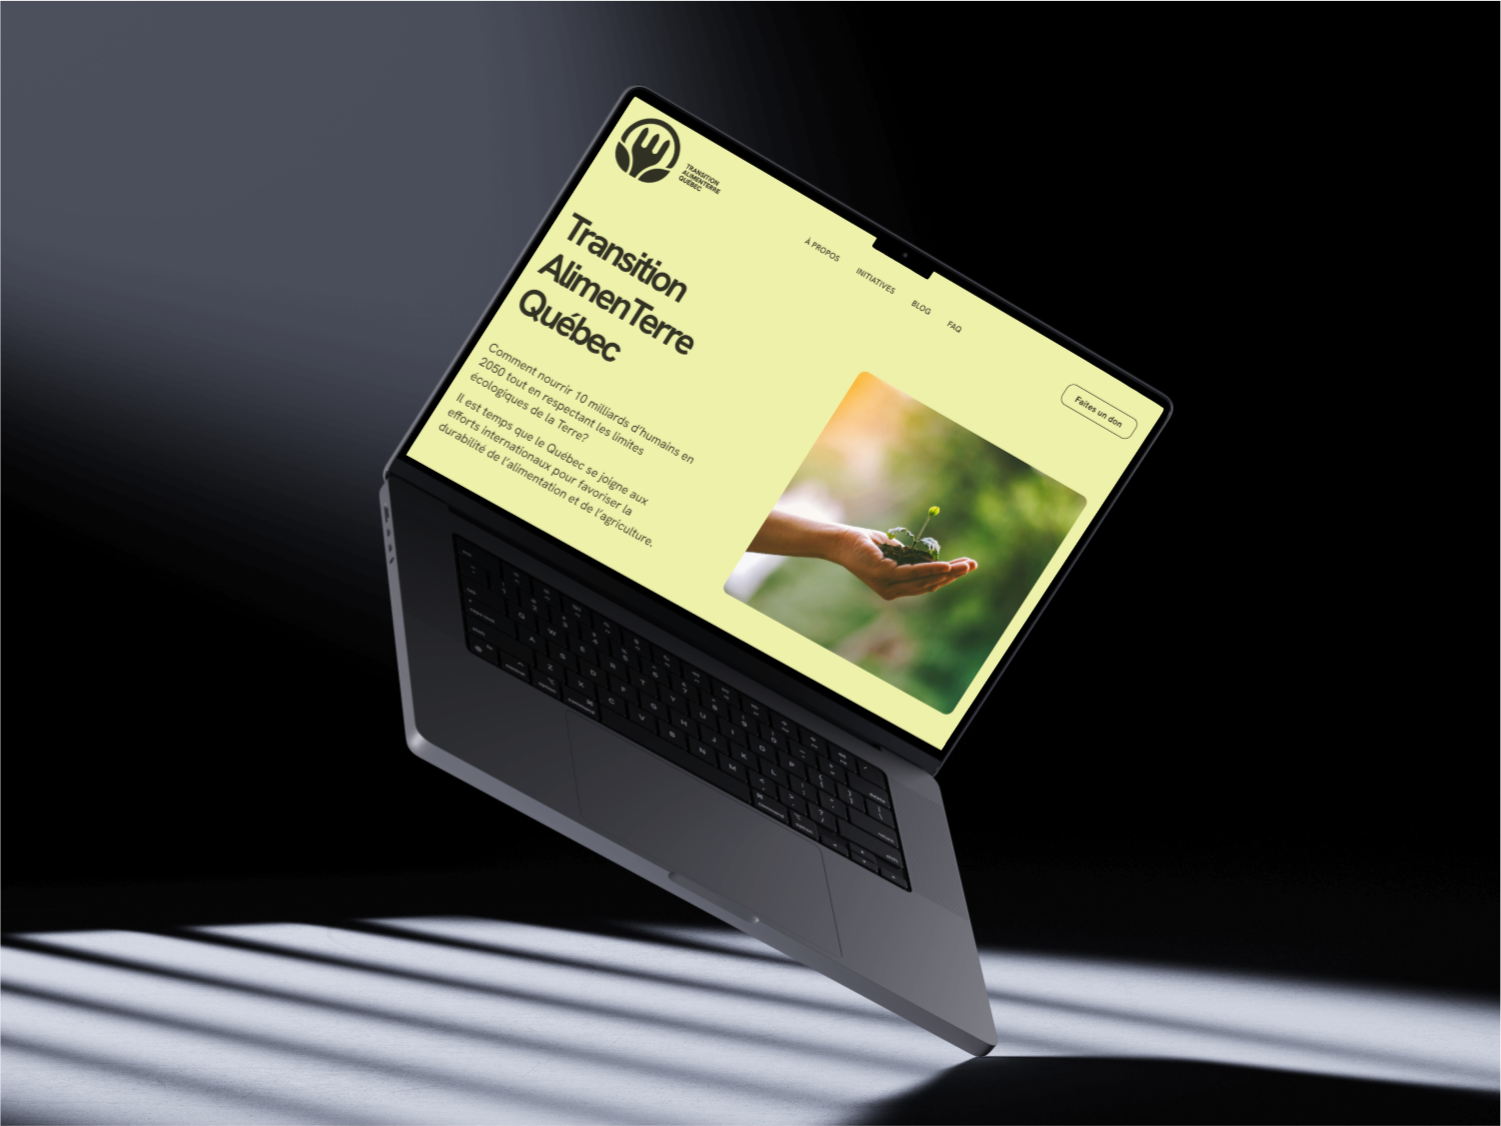 TRANSITION
ALIMENTERRE
QUÉBEC
À PROPOS
INITIATIVES
BLOG
FAQ
Faites un don
Transition
AlimenTerre
Québec
Comment nourrir 10 milliards d'humains en
2050 tout en respectant les limites
écologiques de la Terre?
Il est temps que le Québec se joigne aux
efforts internationaux pour favoriser la
durabilité de l'alimentation et de l'agriculture.